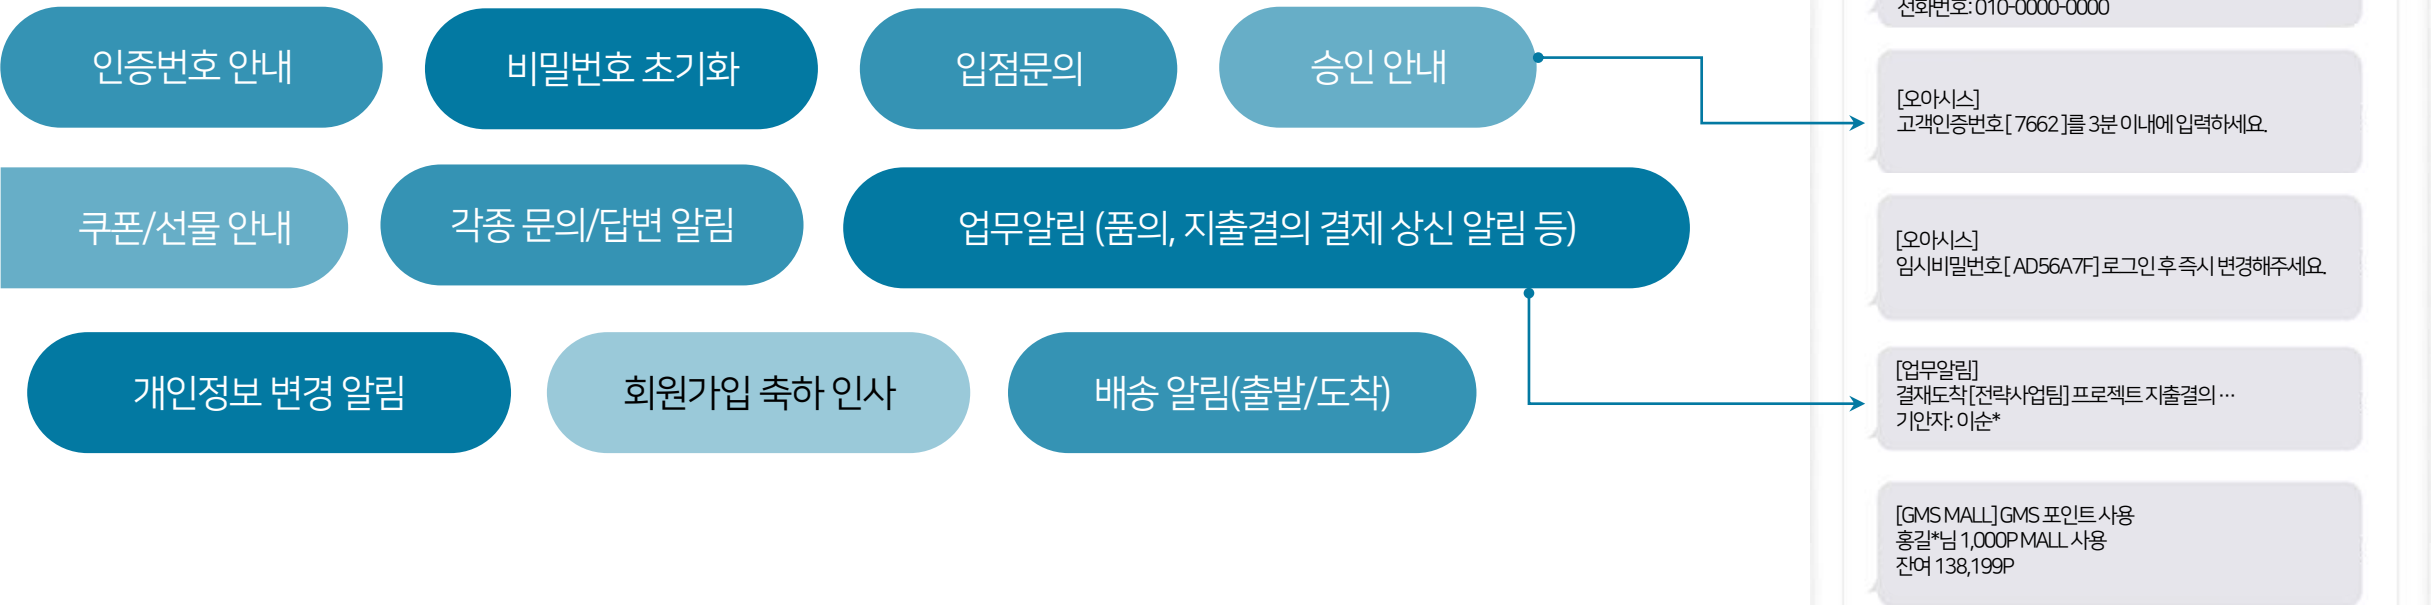 인증번호 안내
비밀번호 초기화
입점문의
승인 안내
쿠폰/선물 안내
각종 문의/답변 알림
업무알림 (품의, 지출결의 결제 상신 알림 등)
개인정보 변경 알림
회원가입 축하 인사
배송 알림(출발/도착)
전화번호: 010-0000-0000
[오아시스]
고객인증번호 [ 7662 ]를 3분 이내에 입력하세요.
[오아시스]
임시비밀번호 [ AD56A7F] 로그인 후 즉시 변경해주세요.
[업무알림]
결재도착 [전략사업팀] 프로젝트 지출결의 …
기안자: 이순*
[GMS MALL] GMS 포인트 사용
홍길*님 1,000P MALL 사용
잔여 138,199P